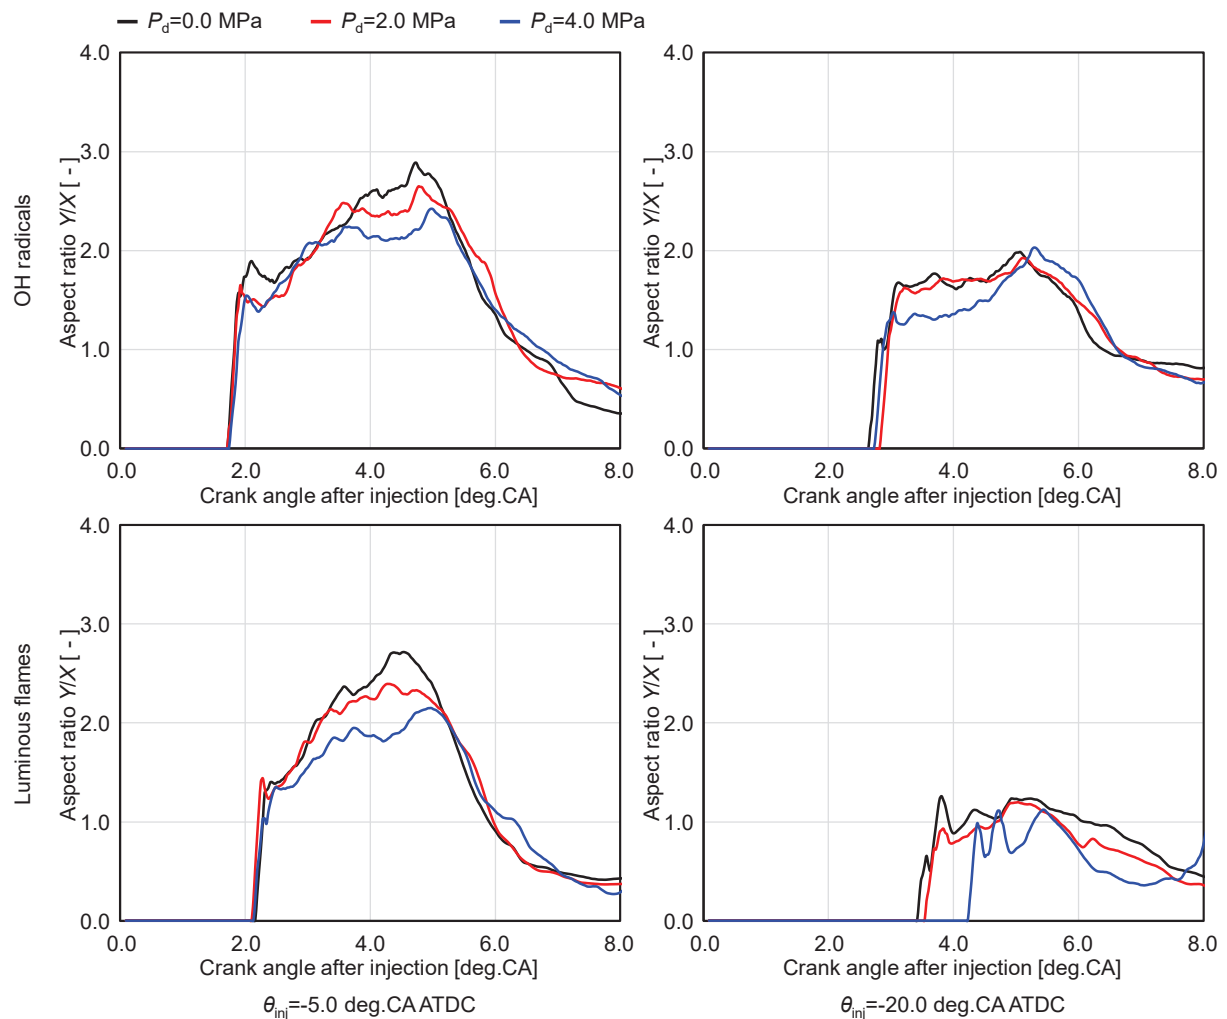 P_d=0.0 MPa P_d=2.0 MPa P_d=4.0 MPa
OH radicals
Aspect ratio Y/X [ - ]
4.0
3.0
2.0
1.0
0.0
0.0 2.0 4.0 6.0 8.0
Crank angle after injection [deg.CA]
Aspect ratio Y/X [ - ]
4.0
3.0
2.0
1.0
0.0
0.0 2.0 4.0 6.0 8.0
Crank angle after injection [deg.CA]
Luminous flames
Aspect ratio Y/X [ - ]
4.0
3.0
2.0
1.0
0.0
0.0 2.0 4.0 6.0 8.0
Crank angle after injection [deg.CA]
θ_inj=-5.0 deg.CA ATDC
Aspect ratio Y/X [ - ]
4.0
3.0
2.0
1.0
0.0
0.0 2.0 4.0 6.0 8.0
Crank angle after injection [deg.CA]
θ_inj=-20.0 deg.CA ATDC